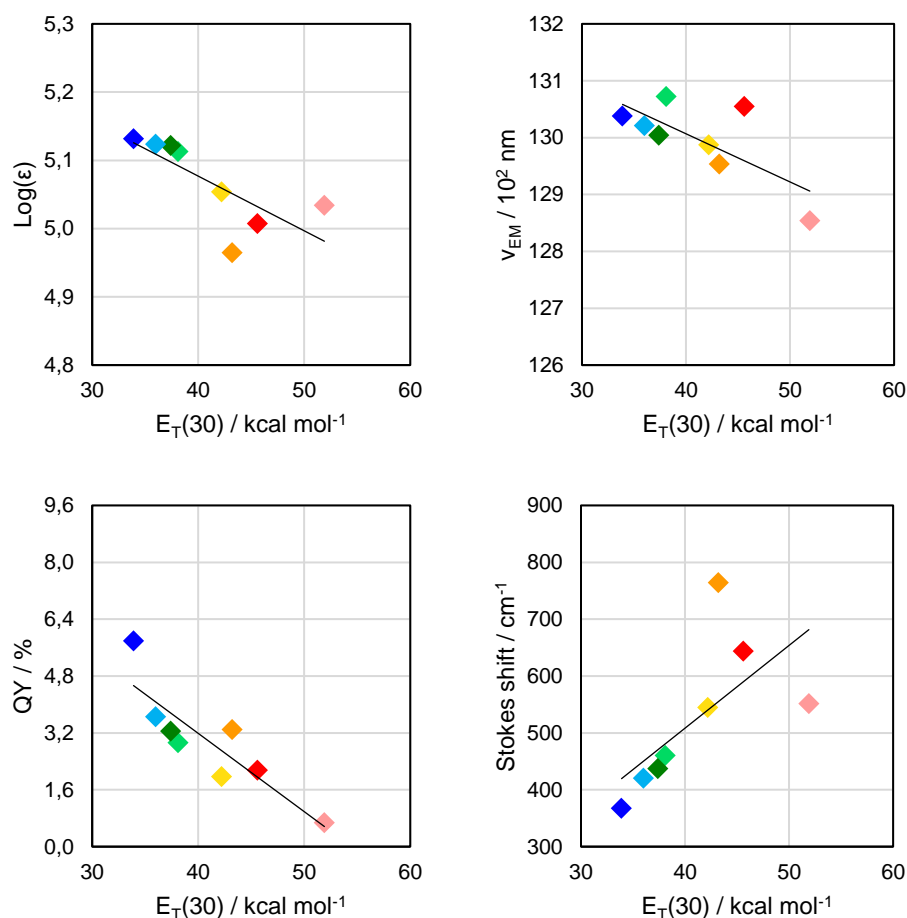 5,3
5,2
5,1
5,0
4,9
4,8
Log(ε)
30 40 50 60
E_T(30) / kcal mol⁻¹
132
131
130
129
128
127
126
ν_EM / 10² nm
30 40 50 60
E_T(30) / kcal mol⁻¹
9,6
8,0
6,4
4,8
3,2
1,6
0,0
QY / %
30 40 50 60
E_T(30) / kcal mol⁻¹
900
800
700
600
500
400
300
Stokes shift / cm⁻¹
30 40 50 60
E_T(30) / kcal mol⁻¹